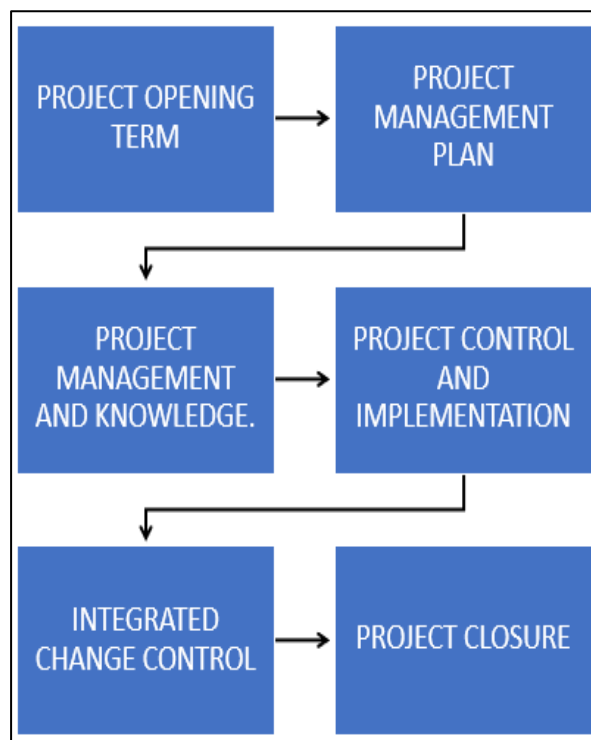 PROJECT OPENING
TERM
PROJECT
MANAGEMENT
PLAN
PROJECT
MANAGEMENT
AND KNOWLEDGE.
PROJECT CONTROL
AND
IMPLEMENTATION
INTEGRATED
CHANGE CONTROL
PROJECT CLOSURE